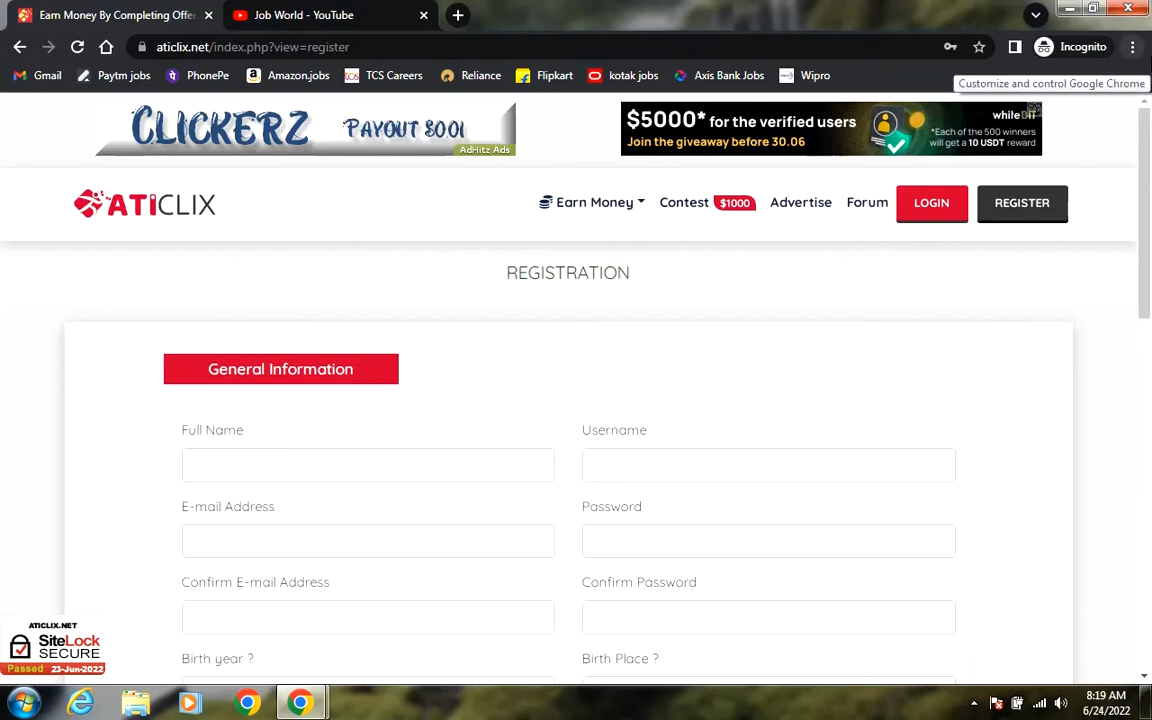 Earn Money By Completing Offe
Job World - YouTube
aticlix.net/index.php?view=register
Incognito
Gmail
Paytm jobs
PhonePe
Amazon.jobs
TCS Careers
Reliance
Flipkart
kotak jobs
Axis Bank Jobs
Wipro
Customize and control Google Chrome
CLICKERZ PAYOUT $0.01
AdHitz Ads
$5000* for the verified users
Join the giveaway before 30.06
whileBit
*Each of the 500 winners
will get a 10 USDT reward
ATICLIX
Earn Money
Contest $1000
Advertise
Forum
LOGIN
REGISTER
REGISTRATION
General Information
Full Name
Username
E-mail Address
Password
Confirm E-mail Address
Confirm Password
Birth year ?
Birth Place ?
ATICLIX.NET
SiteLock
SECURE
Passed 23-Jun-2022
8:19 AM
6/24/2022